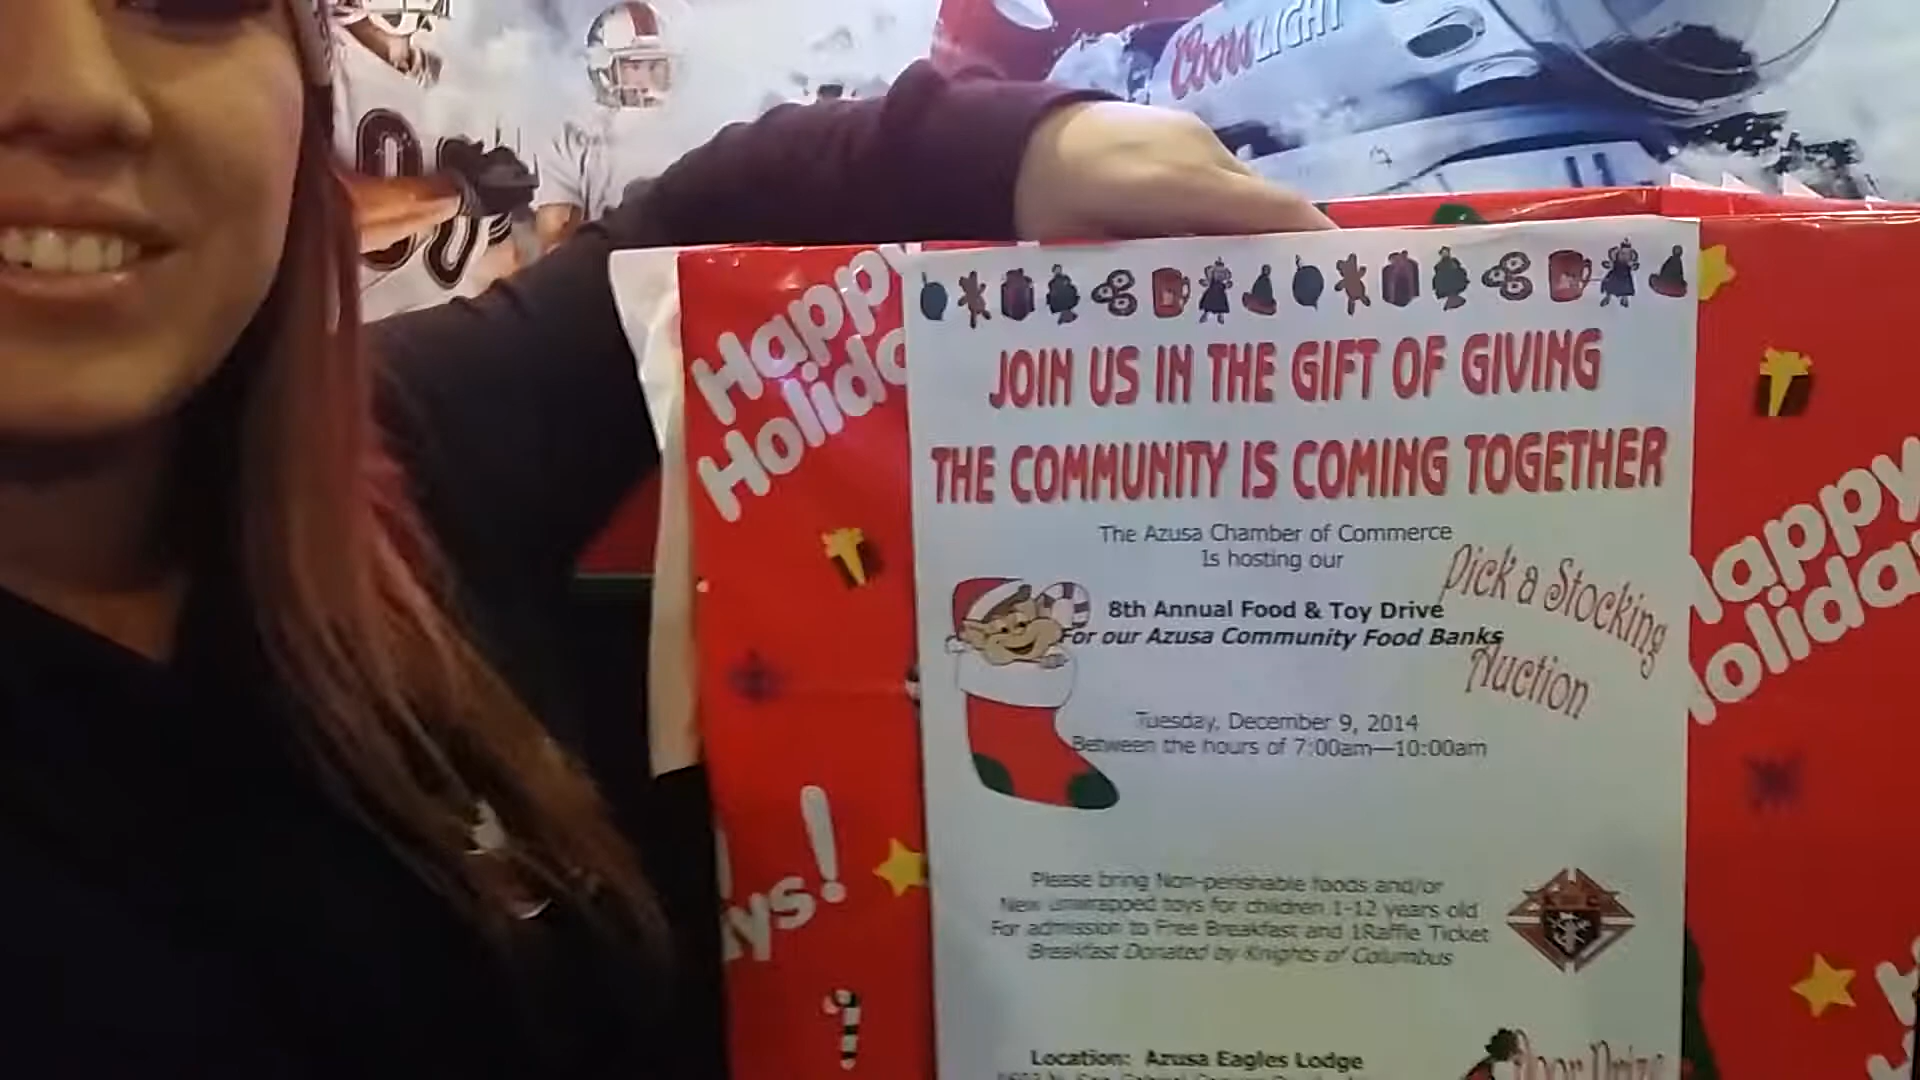 Coors LIGHT
Happy
Holida
JOIN US IN THE GIFT OF GIVING
THE COMMUNITY IS COMING TOGETHER
The Azusa Chamber of Commerce
Is hosting our
Pick a Stocking
Auction
8th Annual Food & Toy Drive
For our Azusa Community Food Banks
Tuesday, December 9, 2014
Between the hours of 7:00am—10:00am
Please bring Non-perishable foods and/or
New unwrapped toys for children 1-12 years old
For admission to Free Breakfast and 1Raffle Ticket
Breakfast Donated by Knights of Columbus
Location: Azusa Eagles Lodge
Door Prize
ays!
Happy
Holiday